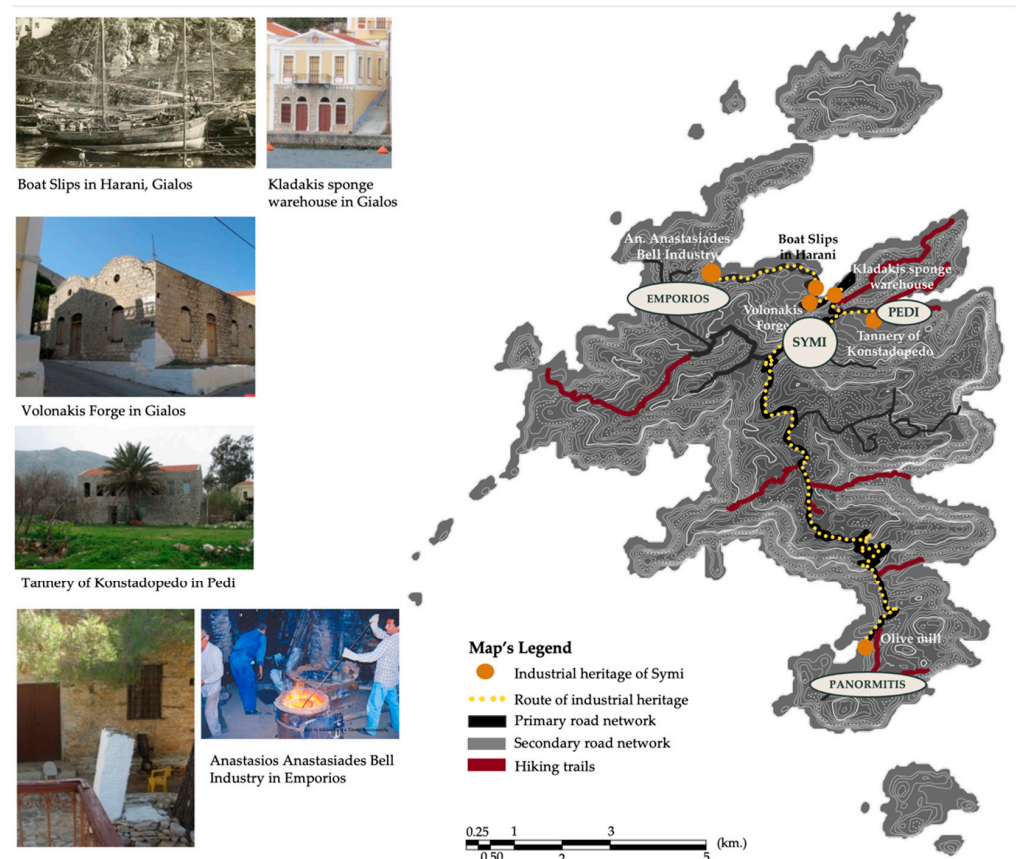 Boat Slips in Harani, Gialos
Kladakis sponge
warehouse in Gialos
Volonakis Forge in Gialos
Tannery of Konstadopedo in Pedi
Anastasios Anastasiades Bell
Industry in Emporios
An. Anastasiades
Bell Industry
EMPORIOS
Boat Slips
in Harani
Kladakis sponge
warehouse
Volonakis
Forge
SYMI
PEDI
Tannery of
Konstadopedo
Olive mill
PANORMITIS
Map's Legend
Industrial heritage of Symi
Route of industrial heritage
Primary road network
Secondary road network
Hiking trails
0.25 1 3 (km.)
0.50 2 5